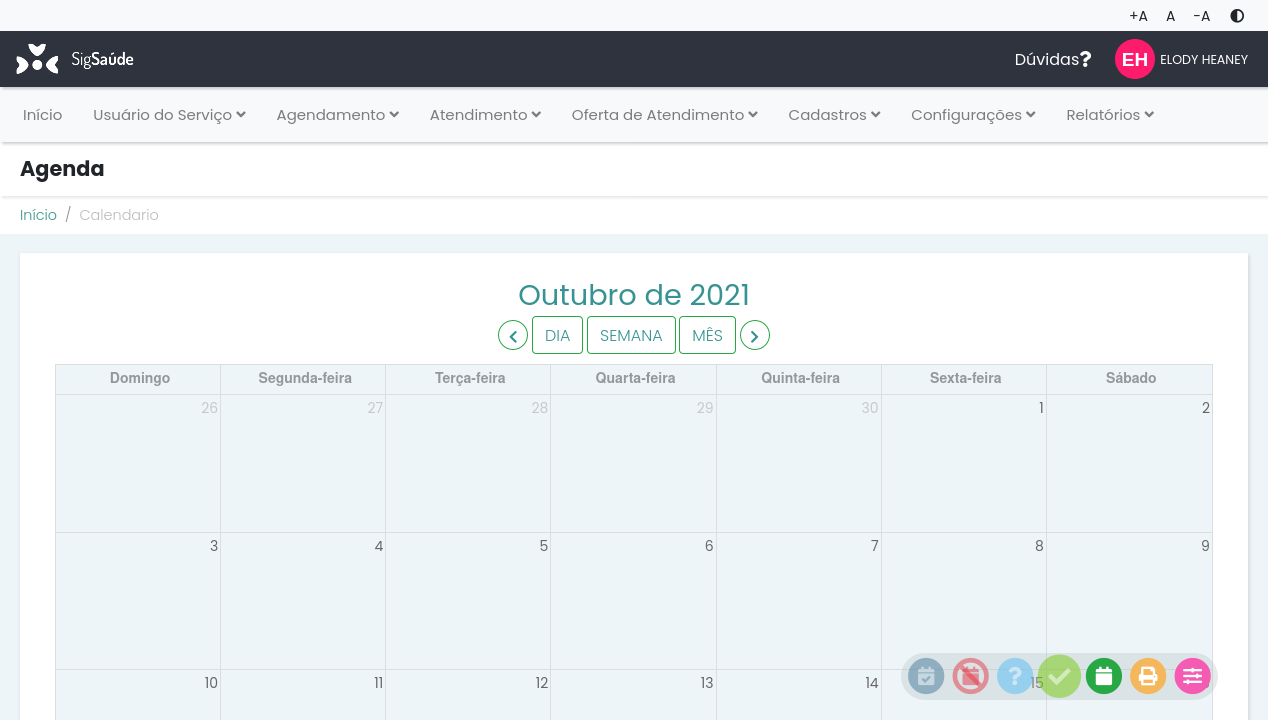 +A A -A
SigSaúde Dúvidas? EH ELODY HEANEY
Início Usuário do Serviço Agendamento Atendimento Oferta de Atendimento Cadastros Configurações Relatórios
Agenda
Início / Calendario
Outubro de 2021
DIA SEMANA MÊS
Domingo Segunda-feira Terça-feira Quarta-feira Quinta-feira Sexta-feira Sábado
26 27 28 29 30 1 2
3 4 5 6 7 8 9
10 11 12 13 14 15